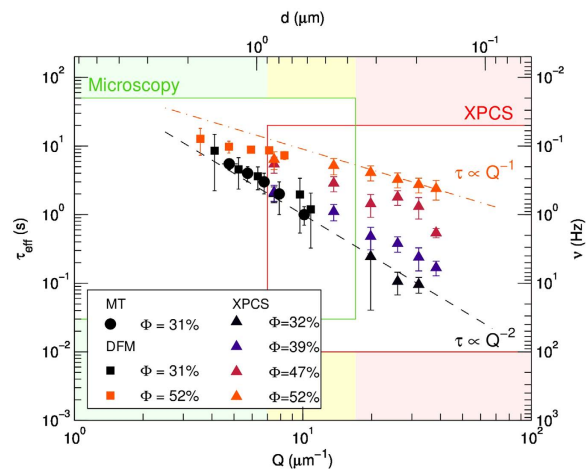 d (μm)
10⁰ 10⁻¹
10² 10⁻²
Microscopy
XPCS
10¹ 10⁻¹
τ ∝ Q⁻¹
τeff (s)
10⁰ 10⁰
ν (Hz)
10⁻¹ 10¹
MT XPCS
Φ = 31% Φ=32%
τ ∝ Q⁻²
DFM Φ=39%
10⁻² 10²
Φ = 31% Φ=47%
Φ = 52% Φ=52%
10⁻³ 10³
10⁰ 10¹ 10²
Q (μm⁻¹)